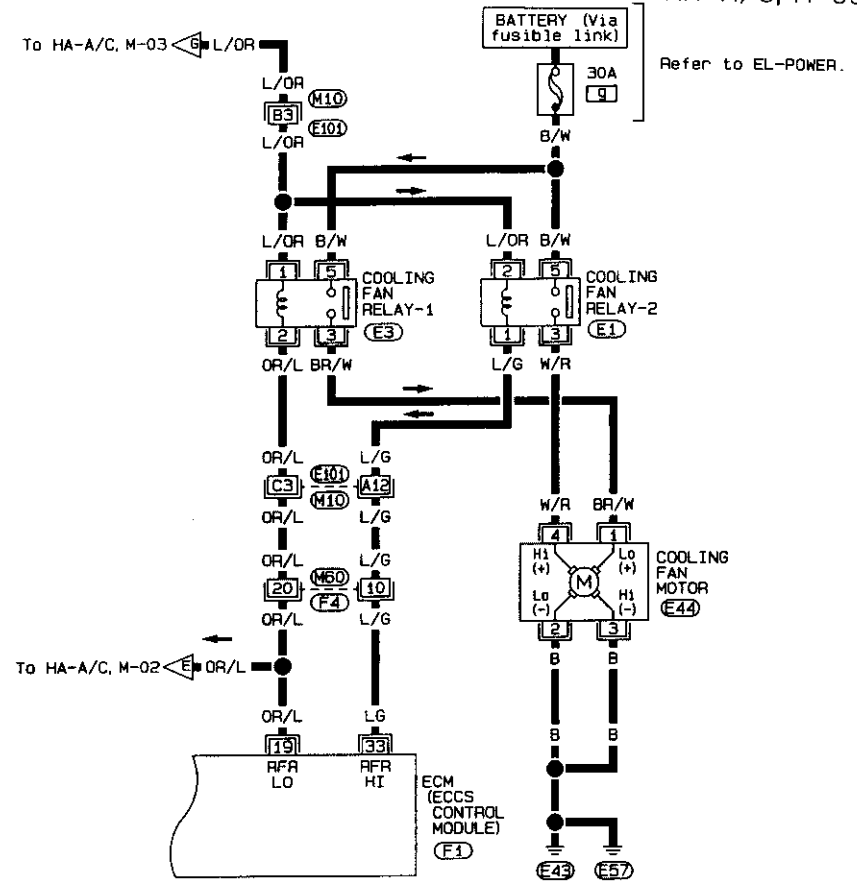 BATTERY (Via
fusible link)
To HA-A/C, M-03 G L/OR
Refer to EL-POWER.
30A
g
L/OR
B3 M10
E101
L/OR
B/W
L/OR B/W L/OR B/W
1 5 2 5
COOLING
FAN
RELAY-1
E3
COOLING
FAN
RELAY-2
E1
2 3 1 3
OR/L BR/W L/G W/R
OR/L L/G
C3 E101 A12
M10
OR/L L/G
W/R BR/W
4 1
OR/L L/G
20 M60 10
F4
OR/L L/G
Hi
(+)
Lo
(+)
M
Lo
(-)
Hi
(-)
COOLING
FAN
MOTOR
E44
2 3
B B
To HA-A/C, M-02 E OR/L
OR/L LG
B B
19 33
RFR
LO
RFR
HI
ECM
(ECCS
CONTROL
MODULE)
F1
E43 E57